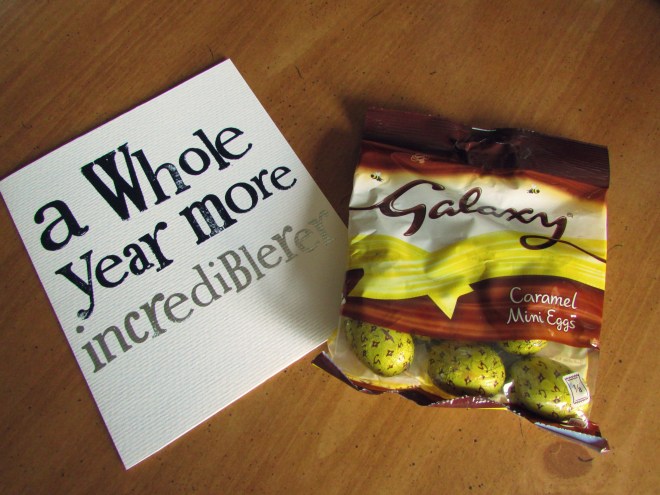 a Whole
year more
increDiBlerer
Galaxy
Caramel
Mini Eggs